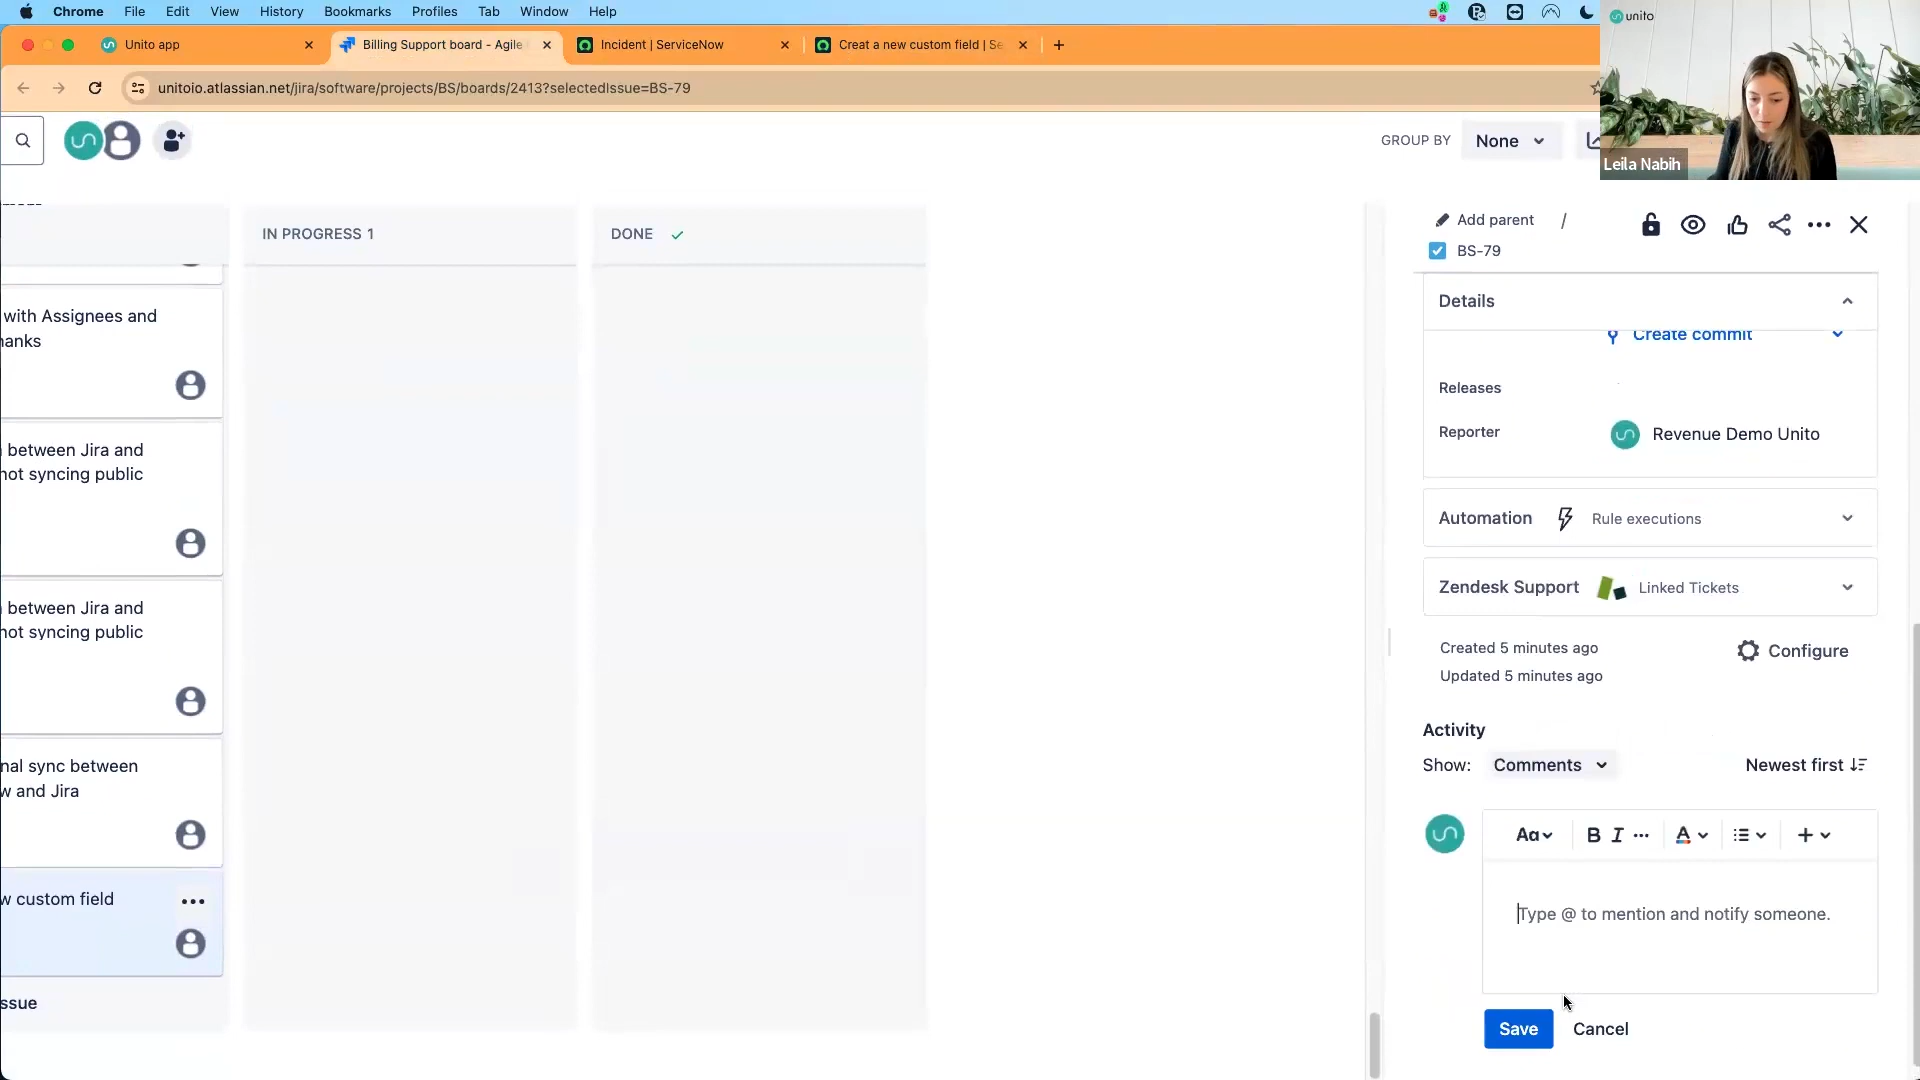 Chrome File Edit View History Bookmarks Profiles Tab Window Help
unito
Unito app
Billing Support board - Agile
Incident | ServiceNow
Creat a new custom field | Se
unitoio.atlassian.net/jira/software/projects/BS/boards/2413?selectedIssue=BS-79
Leila Nabih
GROUP BY None
IN PROGRESS 1
DONE
with Assignees and
hanks
between Jira and
not syncing public
between Jira and
not syncing public
nal sync between
w and Jira
w custom field
ssue
Add parent /
BS-79
Details
Create commit
Releases
Reporter Revenue Demo Unito
Automation Rule executions
Zendesk Support Linked Tickets
Created 5 minutes ago
Configure
Updated 5 minutes ago
Activity
Show: Comments Newest first
Aa B I A
Type @ to mention and notify someone.
Save Cancel